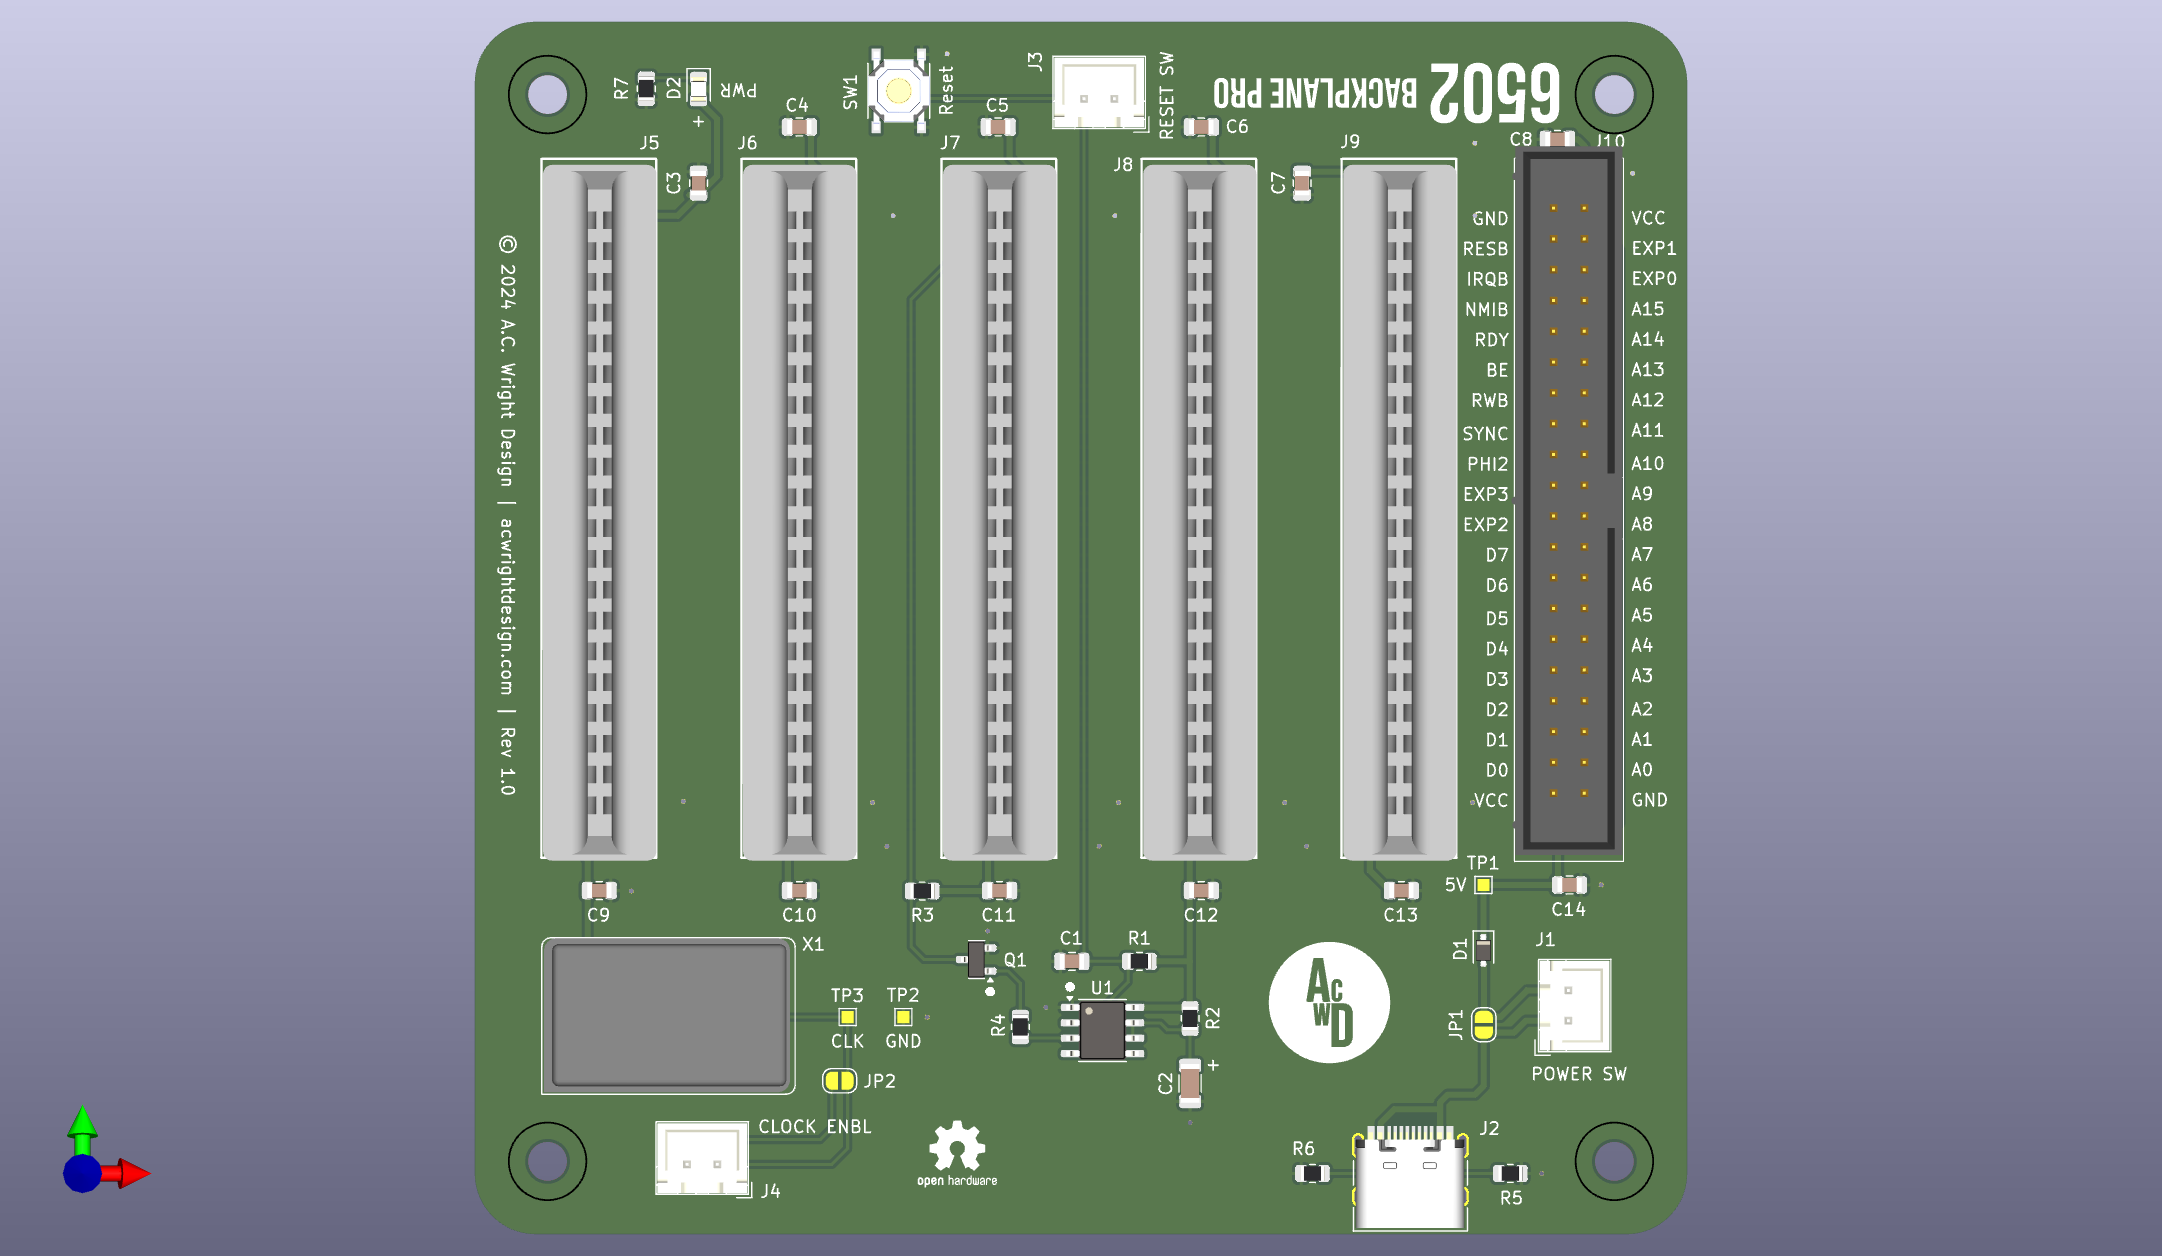 R7
D2
PWR
+
SW1
Reset
J3
RESET SW
6502
BACKPLANE PRO
C4
C5
C6
C8
J10
J5
J6
J7
J8
J9
C3
C7
© 2024 A.C. Wright Design | acwrightdesign.com | Rev 1.0
GND VCC
RESB EXP1
IRQB EXP0
NMIB A15
RDY A14
BE A13
RWB A12
SYNC A11
PHI2 A10
EXP3 A9
EXP2 A8
D7 A7
D6 A6
D5 A5
D4 A4
D3 A3
D2 A2
D1 A1
D0 A0
VCC GND
TP1
5V
C9
C10
R3
C11
C12
C13
C14
X1
Q1
C1
R1
D1
J1
U1
TP3
CLK
TP2
GND
R4
R2
ACWD
JP1
POWER SW
JP2
C2
+
CLOCK ENBL
J4
open hardware
R6
J2
R5